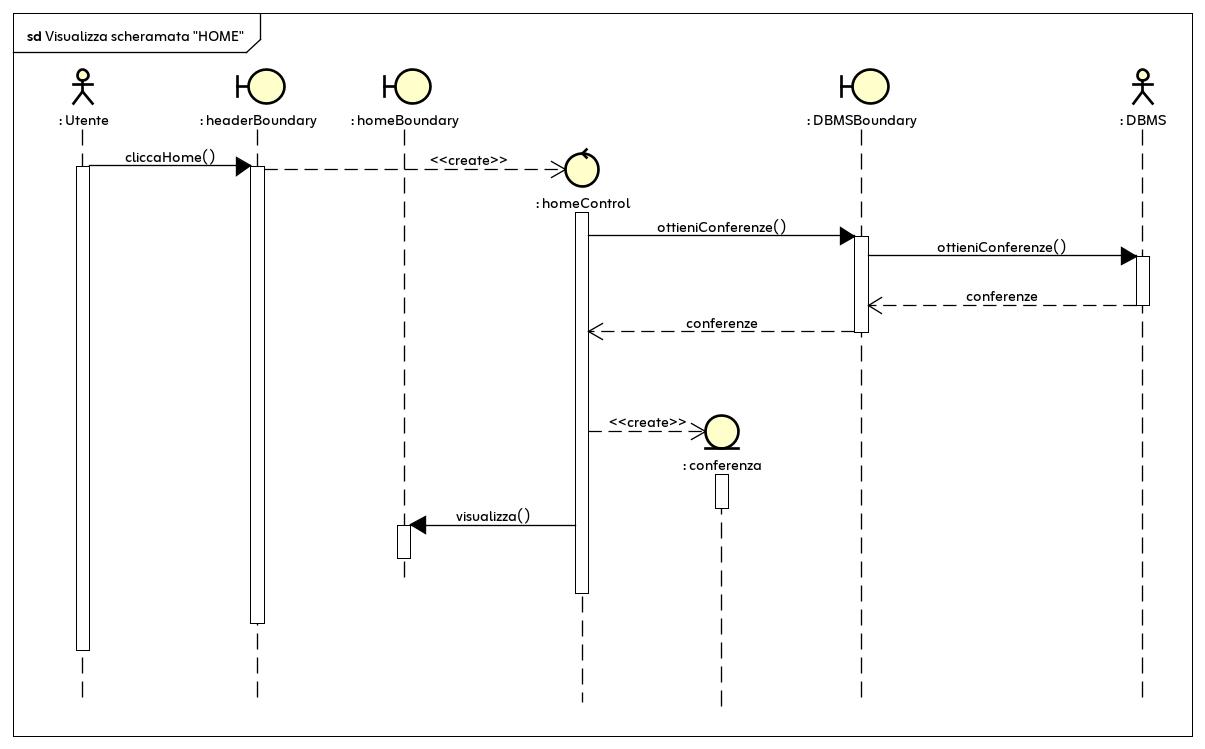 sd Visualizza scheramata "HOME"
: Utente
: headerBoundary
: homeBoundary
: DBMSBoundary
: DBMS
cliccaHome()
<<create>>
: homeControl
ottieniConferenze()
ottieniConferenze()
conferenze
conferenze
<<create>>
: conferenza
visualizza()